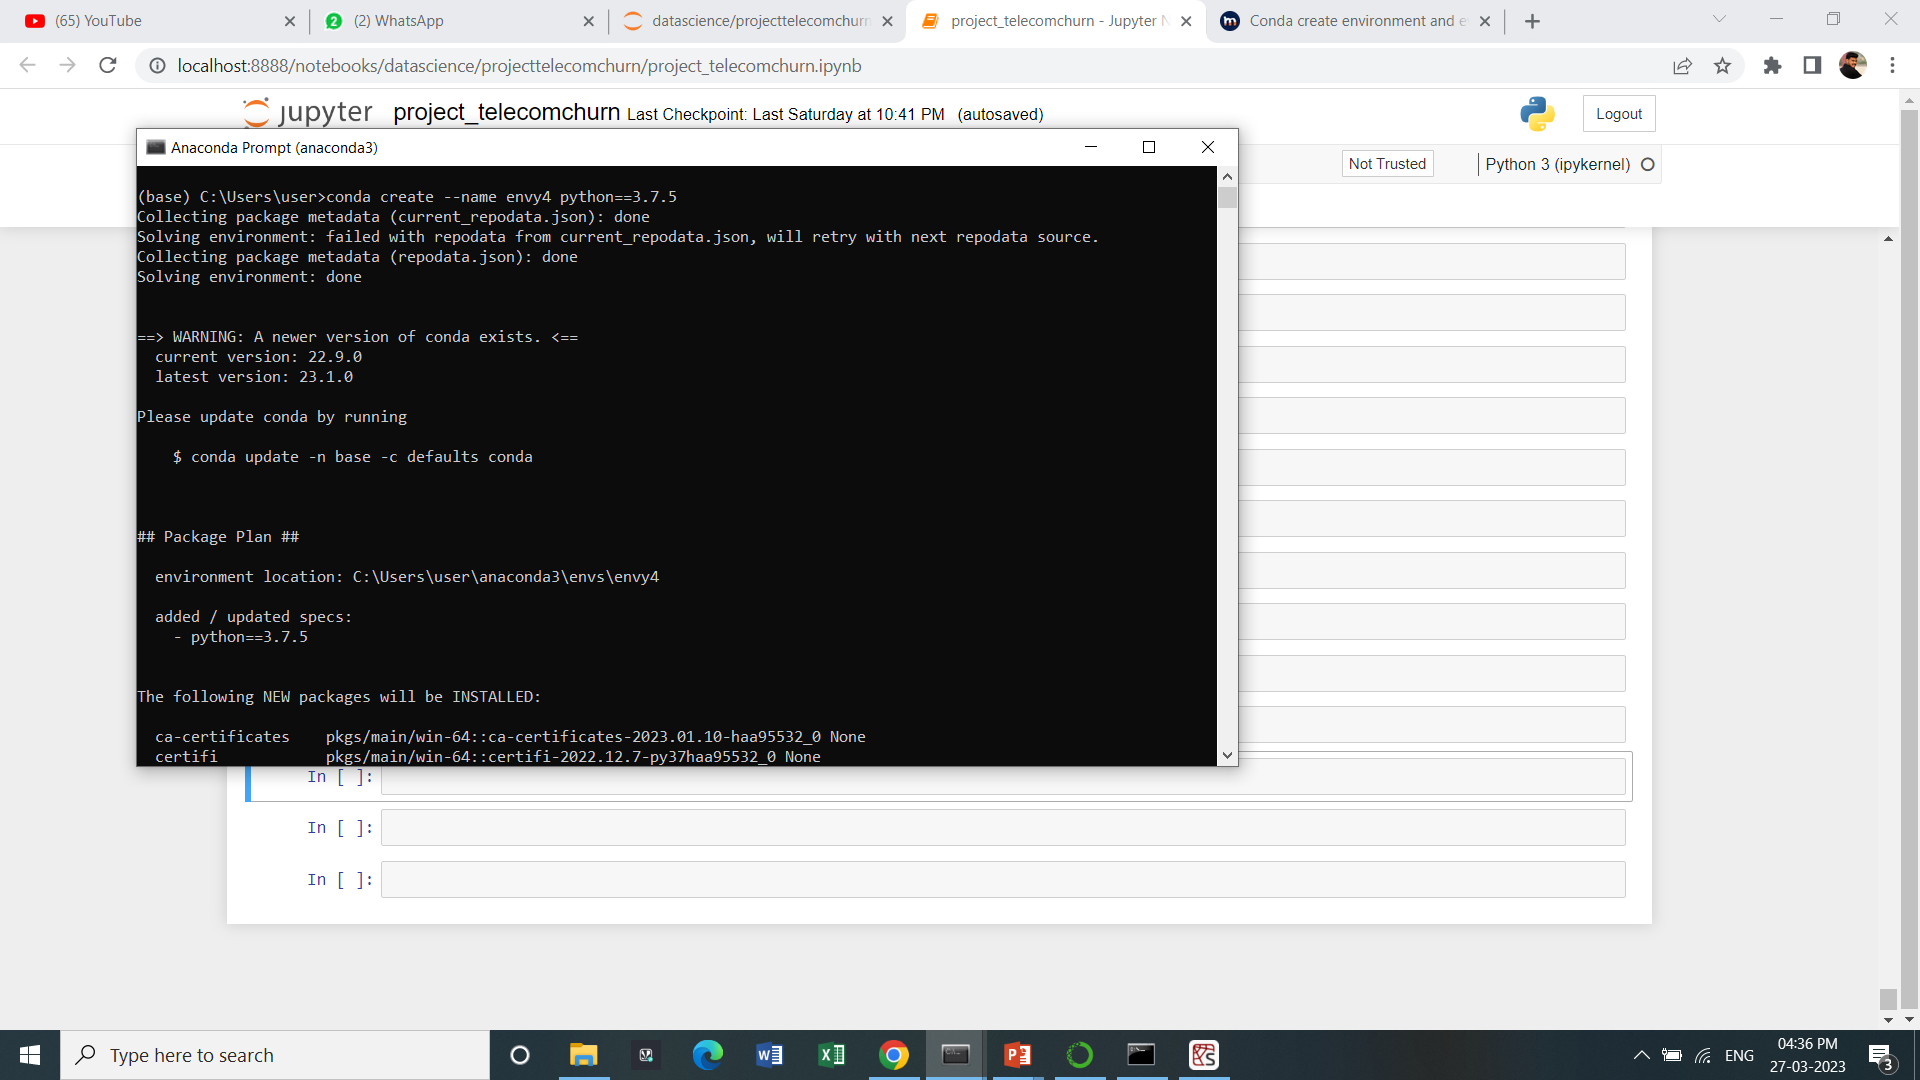 (65) YouTube
(2) WhatsApp
datascience/projecttelecomchurn
project_telecomchurn - Jupyter N
Conda create environment and e
localhost:8888/notebooks/datascience/projecttelecomchurn/project_telecomchurn.ipynb
jupyter project_telecomchurn Last Checkpoint: Last Saturday at 10:41 PM (autosaved)
Logout
Not Trusted
Python 3 (ipykernel)
Anaconda Prompt (anaconda3)
(base) C:\Users\user>conda create --name envy4 python==3.7.5
Collecting package metadata (current_repodata.json): done
Solving environment: failed with repodata from current_repodata.json, will retry with next repodata source.
Collecting package metadata (repodata.json): done
Solving environment: done
==> WARNING: A newer version of conda exists. <==
current version: 22.9.0
latest version: 23.1.0
Please update conda by running
$ conda update -n base -c defaults conda
## Package Plan ##
environment location: C:\Users\user\anaconda3\envs\envy4
added / updated specs:
- python==3.7.5
The following NEW packages will be INSTALLED:
ca-certificates pkgs/main/win-64::ca-certificates-2023.01.10-haa95532_0 None
certifi pkgs/main/win-64::certifi-2022.12.7-py37haa95532_0 None
In [ ]:
In [ ]:
In [ ]:
Type here to search
ENG
04:36 PM
27-03-2023
3